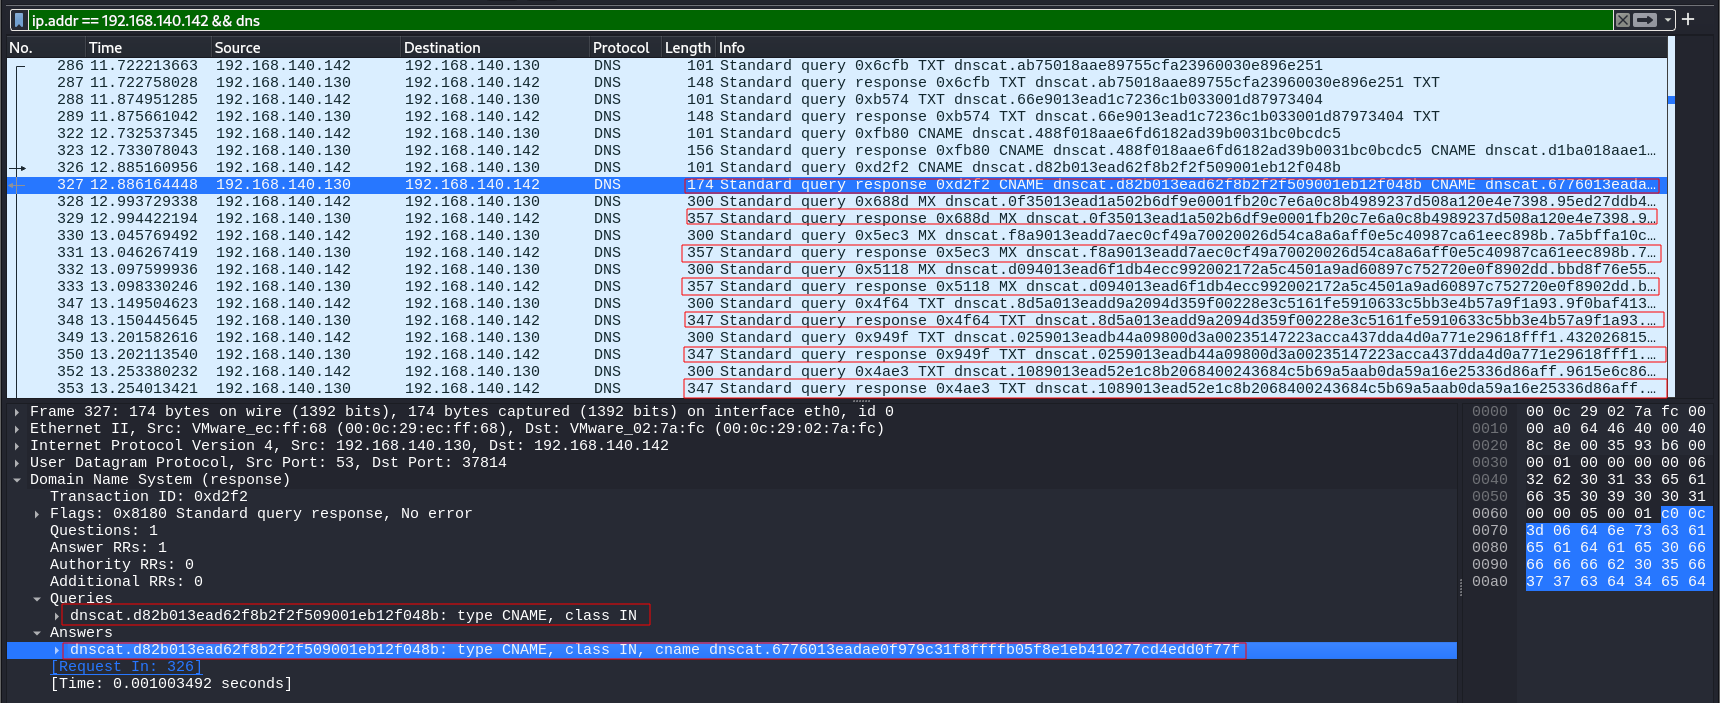 ip.addr == 192.168.140.142 && dns
No. Time Source Destination Protocol Length Info
286 11.722213663 192.168.140.142 192.168.140.130 DNS 101 Standard query 0x6cfb TXT dnscat.ab75018aae89755cfa23960030e896e251
287 11.722758028 192.168.140.130 192.168.140.142 DNS 148 Standard query response 0x6cfb TXT dnscat.ab75018aae89755cfa23960030e896e251 TXT
288 11.874951285 192.168.140.142 192.168.140.130 DNS 101 Standard query 0xb574 TXT dnscat.66e9013ead1c7236c1b033001d87973404
289 11.875661042 192.168.140.130 192.168.140.142 DNS 148 Standard query response 0xb574 TXT dnscat.66e9013ead1c7236c1b033001d87973404 TXT
322 12.732537345 192.168.140.142 192.168.140.130 DNS 101 Standard query 0xfb80 CNAME dnscat.488f018aae6fd6182ad39b0031bc0bcdc5
323 12.733078043 192.168.140.130 192.168.140.142 DNS 156 Standard query response 0xfb80 CNAME dnscat.488f018aae6fd6182ad39b0031bc0bcdc5 CNAME dnscat.d1ba018aae1…
326 12.885160956 192.168.140.142 192.168.140.130 DNS 101 Standard query 0xd2f2 CNAME dnscat.d82b013ead62f8b2f2f509001eb12f048b
327 12.886164448 192.168.140.130 192.168.140.142 DNS 174 Standard query response 0xd2f2 CNAME dnscat.d82b013ead62f8b2f2f509001eb12f048b CNAME dnscat.6776013eada…
328 12.993729338 192.168.140.142 192.168.140.130 DNS 300 Standard query 0x688d MX dnscat.0f35013ead1a502b6df9e0001fb20c7e6a0c8b4989237d508a120e4e7398.95ed27ddb4…
329 12.994422194 192.168.140.130 192.168.140.142 DNS 357 Standard query response 0x688d MX dnscat.0f35013ead1a502b6df9e0001fb20c7e6a0c8b4989237d508a120e4e7398.9…
330 13.045769492 192.168.140.142 192.168.140.130 DNS 300 Standard query 0x5ec3 MX dnscat.f8a9013eadd7aec0cf49a70020026d54ca8a6aff0e5c40987ca61eec898b.7a5bffa10c…
331 13.046267419 192.168.140.130 192.168.140.142 DNS 357 Standard query response 0x5ec3 MX dnscat.f8a9013eadd7aec0cf49a70020026d54ca8a6aff0e5c40987ca61eec898b.7…
332 13.097599936 192.168.140.142 192.168.140.130 DNS 300 Standard query 0x5118 MX dnscat.d094013ead6f1db4ecc992002172a5c4501a9ad60897c752720e0f8902dd.bbd8f76e55…
333 13.098330246 192.168.140.130 192.168.140.142 DNS 357 Standard query response 0x5118 MX dnscat.d094013ead6f1db4ecc992002172a5c4501a9ad60897c752720e0f8902dd.b…
347 13.149504623 192.168.140.142 192.168.140.130 DNS 300 Standard query 0x4f64 TXT dnscat.8d5a013eadd9a2094d359f00228e3c5161fe5910633c5bb3e4b57a9f1a93.9f0baf413…
348 13.150445645 192.168.140.130 192.168.140.142 DNS 347 Standard query response 0x4f64 TXT dnscat.8d5a013eadd9a2094d359f00228e3c5161fe5910633c5bb3e4b57a9f1a93.…
349 13.201582616 192.168.140.142 192.168.140.130 DNS 300 Standard query 0x949f TXT dnscat.0259013eadb44a09800d3a00235147223acca437dda4d0a771e29618fff1.432026815…
350 13.202113540 192.168.140.130 192.168.140.142 DNS 347 Standard query response 0x949f TXT dnscat.0259013eadb44a09800d3a00235147223acca437dda4d0a771e29618fff1.…
352 13.253380232 192.168.140.142 192.168.140.130 DNS 300 Standard query 0x4ae3 TXT dnscat.1089013ead52e1c8b2068400243684c5b69a5aab0da59a16e25336d86aff.9615e6c86…
353 13.254013421 192.168.140.130 192.168.140.142 DNS 347 Standard query response 0x4ae3 TXT dnscat.1089013ead52e1c8b2068400243684c5b69a5aab0da59a16e25336d86aff.…
Frame 327: 174 bytes on wire (1392 bits), 174 bytes captured (1392 bits) on interface eth0, id 0
Ethernet II, Src: VMware_ec:ff:68 (00:0c:29:ec:ff:68), Dst: VMware_02:7a:fc (00:0c:29:02:7a:fc)
Internet Protocol Version 4, Src: 192.168.140.130, Dst: 192.168.140.142
User Datagram Protocol, Src Port: 53, Dst Port: 37814
Domain Name System (response)
Transaction ID: 0xd2f2
Flags: 0x8180 Standard query response, No error
Questions: 1
Answer RRs: 1
Authority RRs: 0
Additional RRs: 0
Queries
dnscat.d82b013ead62f8b2f2f509001eb12f048b: type CNAME, class IN
Answers
dnscat.d82b013ead62f8b2f2f509001eb12f048b: type CNAME, class IN, cname dnscat.6776013eadae0f979c31f8ffffb05f8e1eb410277cd4edd0f77f
[Request In: 326]
[Time: 0.001003492 seconds]
0000 00 0c 29 02 7a fc 00
0010 00 a0 64 46 40 00 40
0020 8c 8e 00 35 93 b6 00
0030 00 01 00 00 00 00 06
0040 32 62 30 31 33 65 61
0050 66 35 30 39 30 30 31
0060 00 00 05 00 01 c0 0c
0070 3d 06 64 6e 73 63 61
0080 65 61 64 61 65 30 66
0090 66 66 66 62 30 35 66
00a0 37 37 63 64 34 65 64